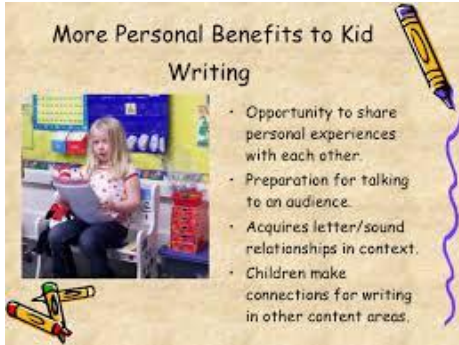 More Personal Benefits to Kid
Writing
• Opportunity to share
personal experiences
with each other.
• Preparation for talking
to an audience.
• Acquires letter/sound
relationships in context.
• Children make
connections for writing
in other content areas.